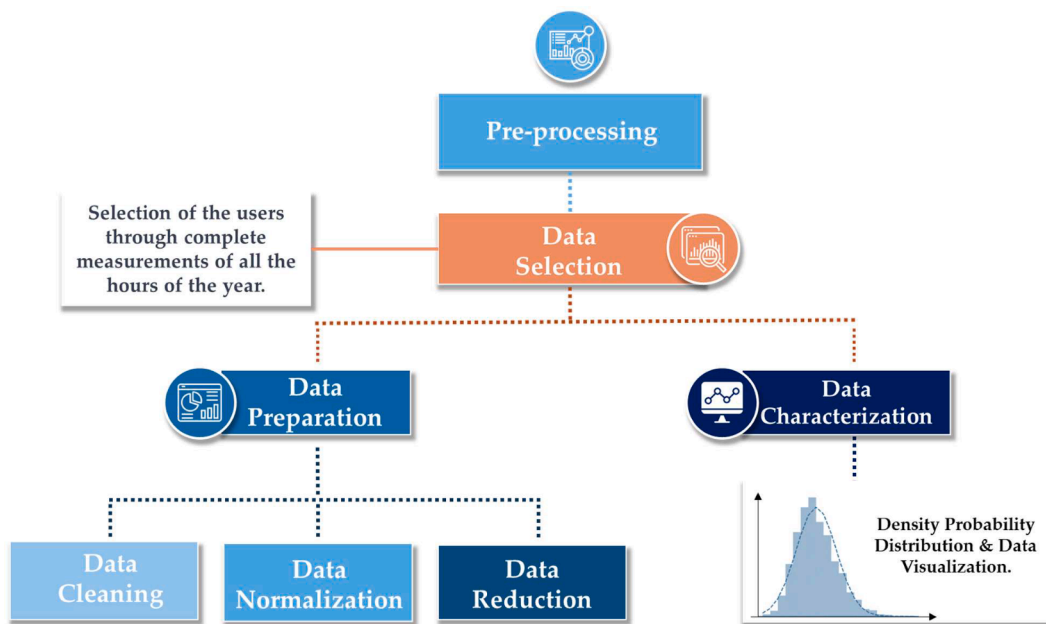 Pre-processing
Selection of the users
through complete
measurements of all the
hours of the year.
Data
Selection
Data
Preparation
Data
Characterization
Data
Cleaning
Data
Normalization
Data
Reduction
Density Probability
Distribution & Data
Visualization.